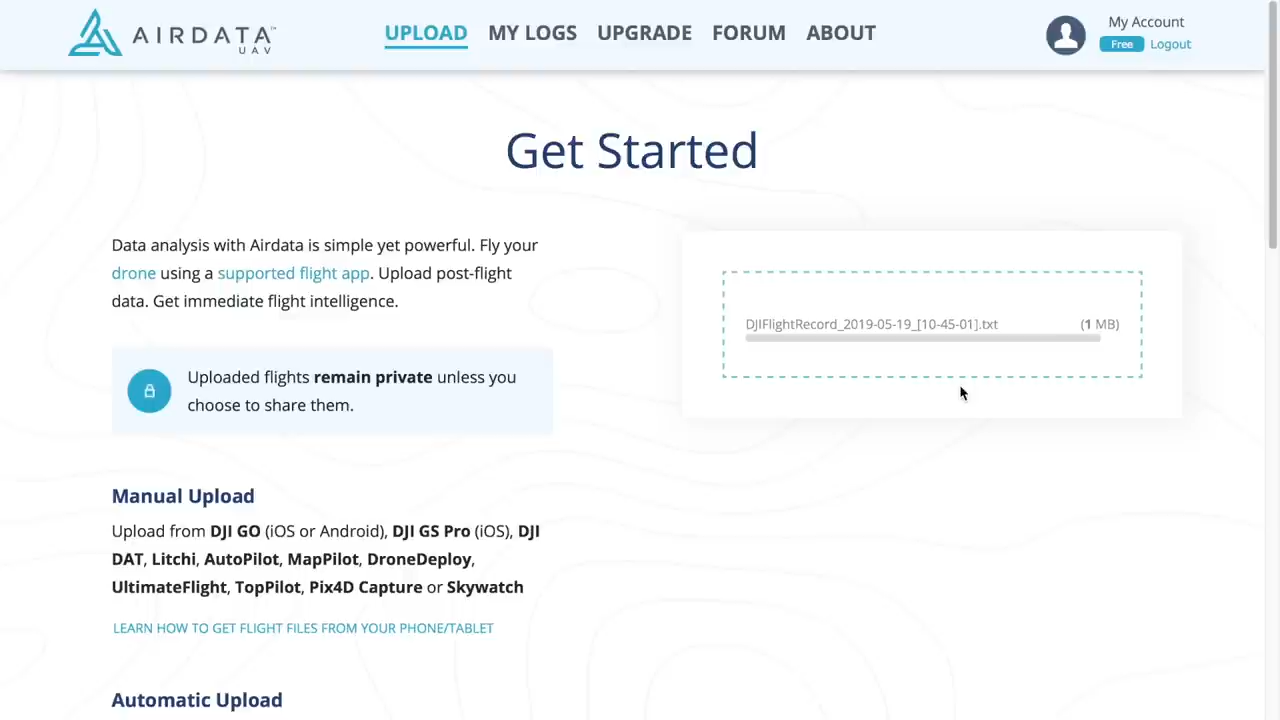 AIRDATA™
UAV
UPLOAD MY LOGS UPGRADE FORUM ABOUT
My Account
Free Logout
Get Started
Data analysis with Airdata is simple yet powerful. Fly your
drone using a supported flight app. Upload post-flight
data. Get immediate flight intelligence.
Uploaded flights remain private unless you
choose to share them.
DJIFlightRecord_2019-05-19_[10-45-01].txt (1 MB)
Manual Upload
Upload from DJI GO (iOS or Android), DJI GS Pro (iOS), DJI
DAT, Litchi, AutoPilot, MapPilot, DroneDeploy,
UltimateFlight, TopPilot, Pix4D Capture or Skywatch
LEARN HOW TO GET FLIGHT FILES FROM YOUR PHONE/TABLET
Automatic Upload